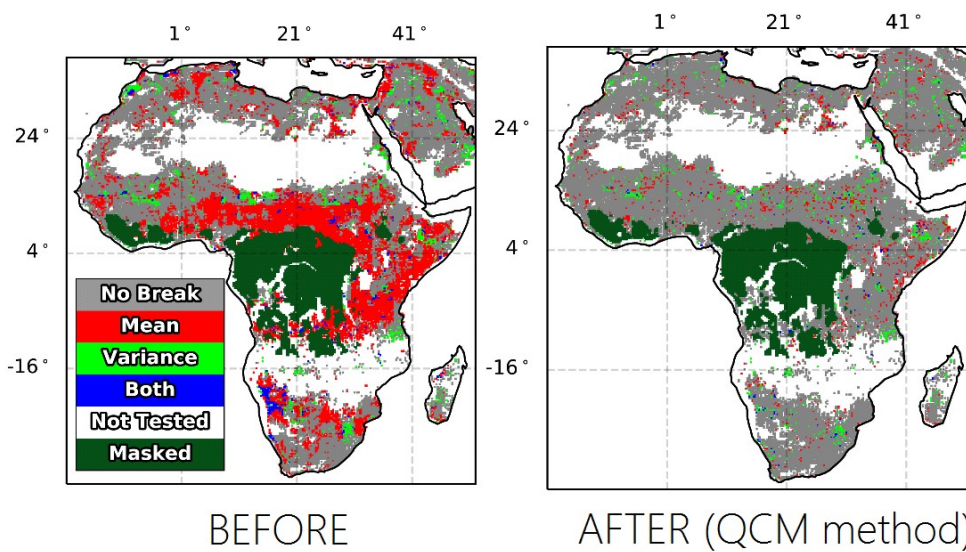 1° 21° 41°
1° 21° 41°
24°
4°
-16°
No Break
Mean
Variance
Both
Not Tested
Masked
24°
4°
-16°
BEFORE
AFTER (QCM method)